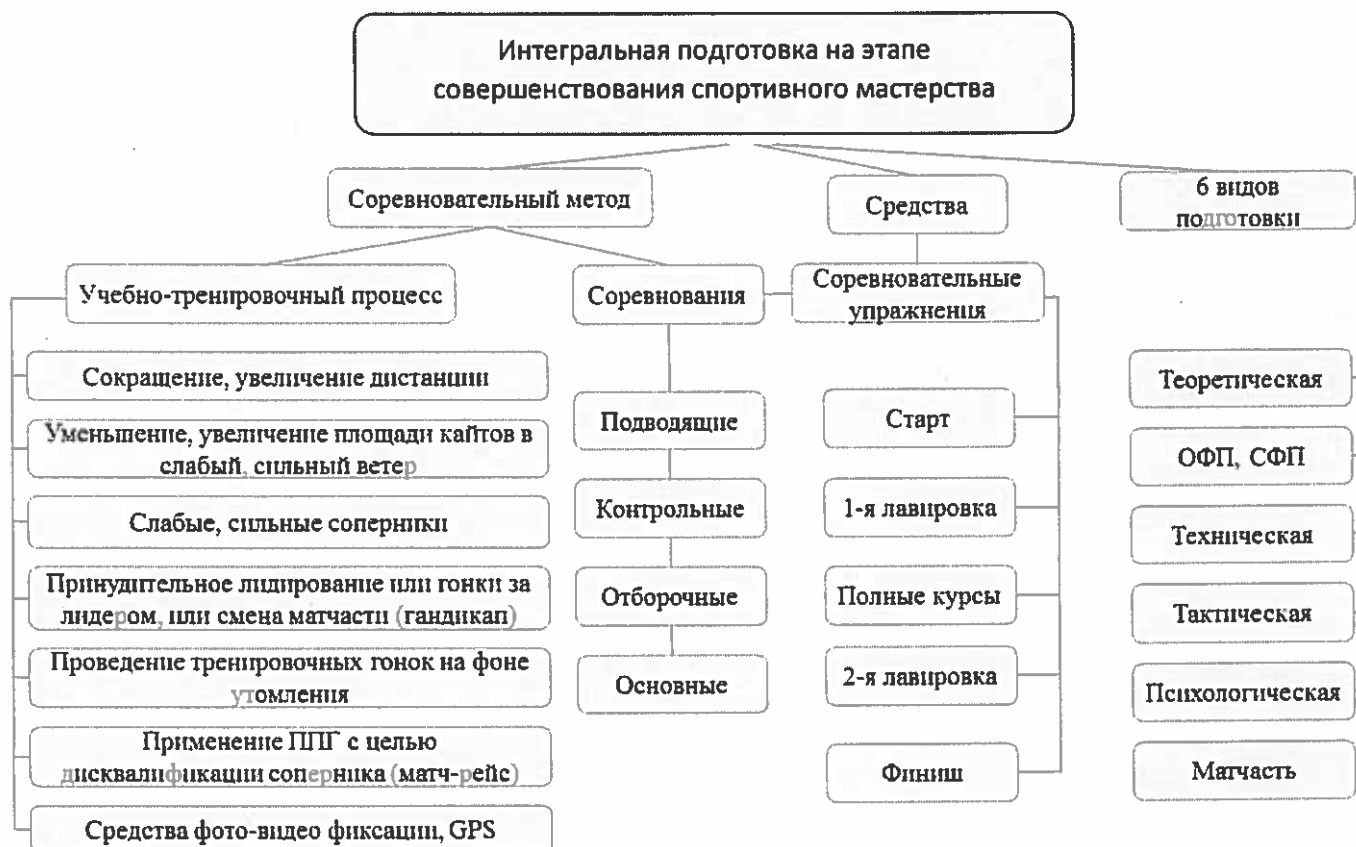 Интегральная подготовка на этапе
совершенствования спортивного мастерства
Соревновательный метод
Средства
6 видов
подготовки
Учебно-тренировочный процесс
Соревнования
Соревновательные
упражнения
Сокращение, увеличение дистанции
Уменьшение, увеличение площади кайтов в
слабый, сильный ветер
Слабые, сильные соперники
Принудительное лидирование или гонки за
лидером, или смена матчасти (гандикап)
Проведение тренировочных гонок на фоне
утомления
Применение ППГ с целью
дисквалификации соперника (матч-рейс)
Средства фото-видео фиксации, GPS
Подводящие
Контрольные
Отборочные
Основные
Старт
1-я лавировка
Полные курсы
2-я лавировка
Финиш
Теоретическая
ОФП, СФП
Техническая
Тактическая
Психологическая
Матчасть